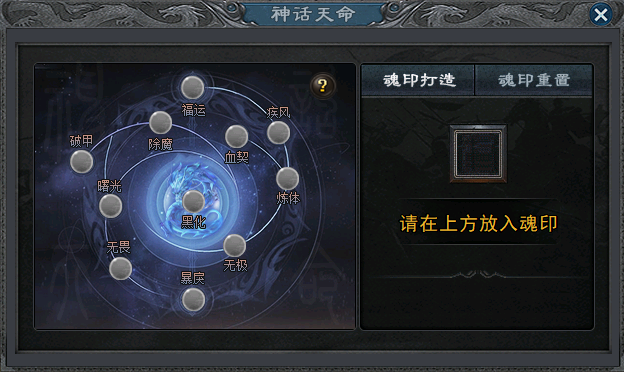 神话天命
福运
疾风
破甲
除魔
血契
曙光
炼体
黑化
无畏
无极
暴戾
?
魂印打造
魂印重置
请在上方放入魂印